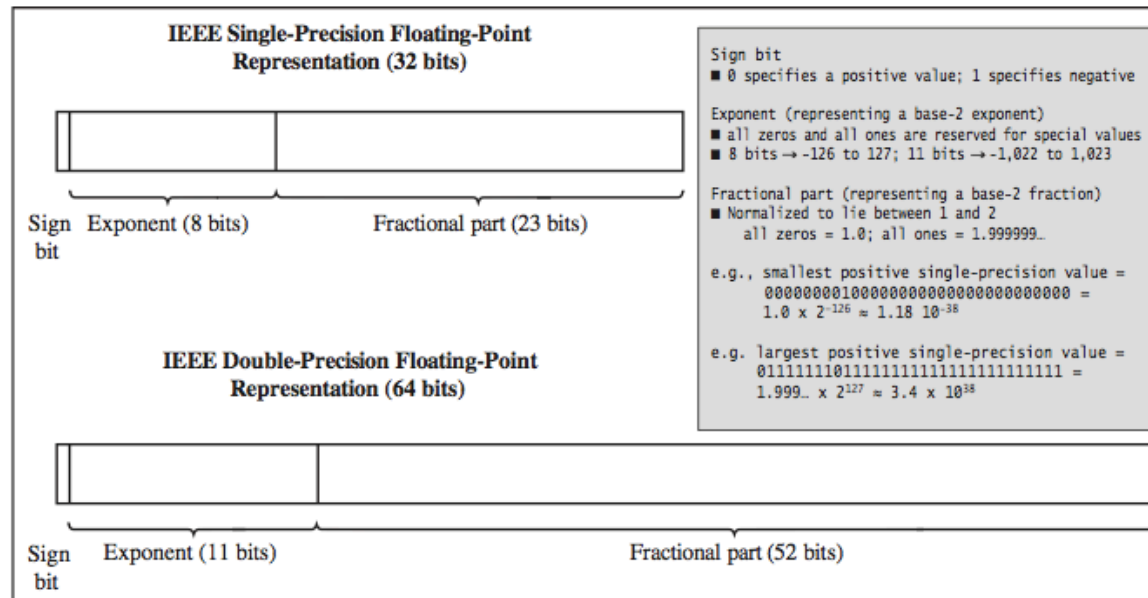 IEEE Single-Precision Floating-Point
Representation (32 bits)
Sign bit
■ 0 specifies a positive value; 1 specifies negative
Exponent (representing a base-2 exponent)
■ all zeros and all ones are reserved for special values
■ 8 bits → -126 to 127; 11 bits → -1,022 to 1,023
Fractional part (representing a base-2 fraction)
■ Normalized to lie between 1 and 2
all zeros = 1.0; all ones = 1.999999…
e.g., smallest positive single-precision value =
00000000100000000000000000000000 =
1.0 x 2⁻¹²⁶ ≈ 1.18 10⁻³⁸
e.g. largest positive single-precision value =
01111111011111111111111111111111 =
1.999… x 2¹²⁷ ≈ 3.4 x 10³⁸
Sign
bit
Exponent (8 bits)
Fractional part (23 bits)
IEEE Double-Precision Floating-Point
Representation (64 bits)
Sign
bit
Exponent (11 bits)
Fractional part (52 bits)